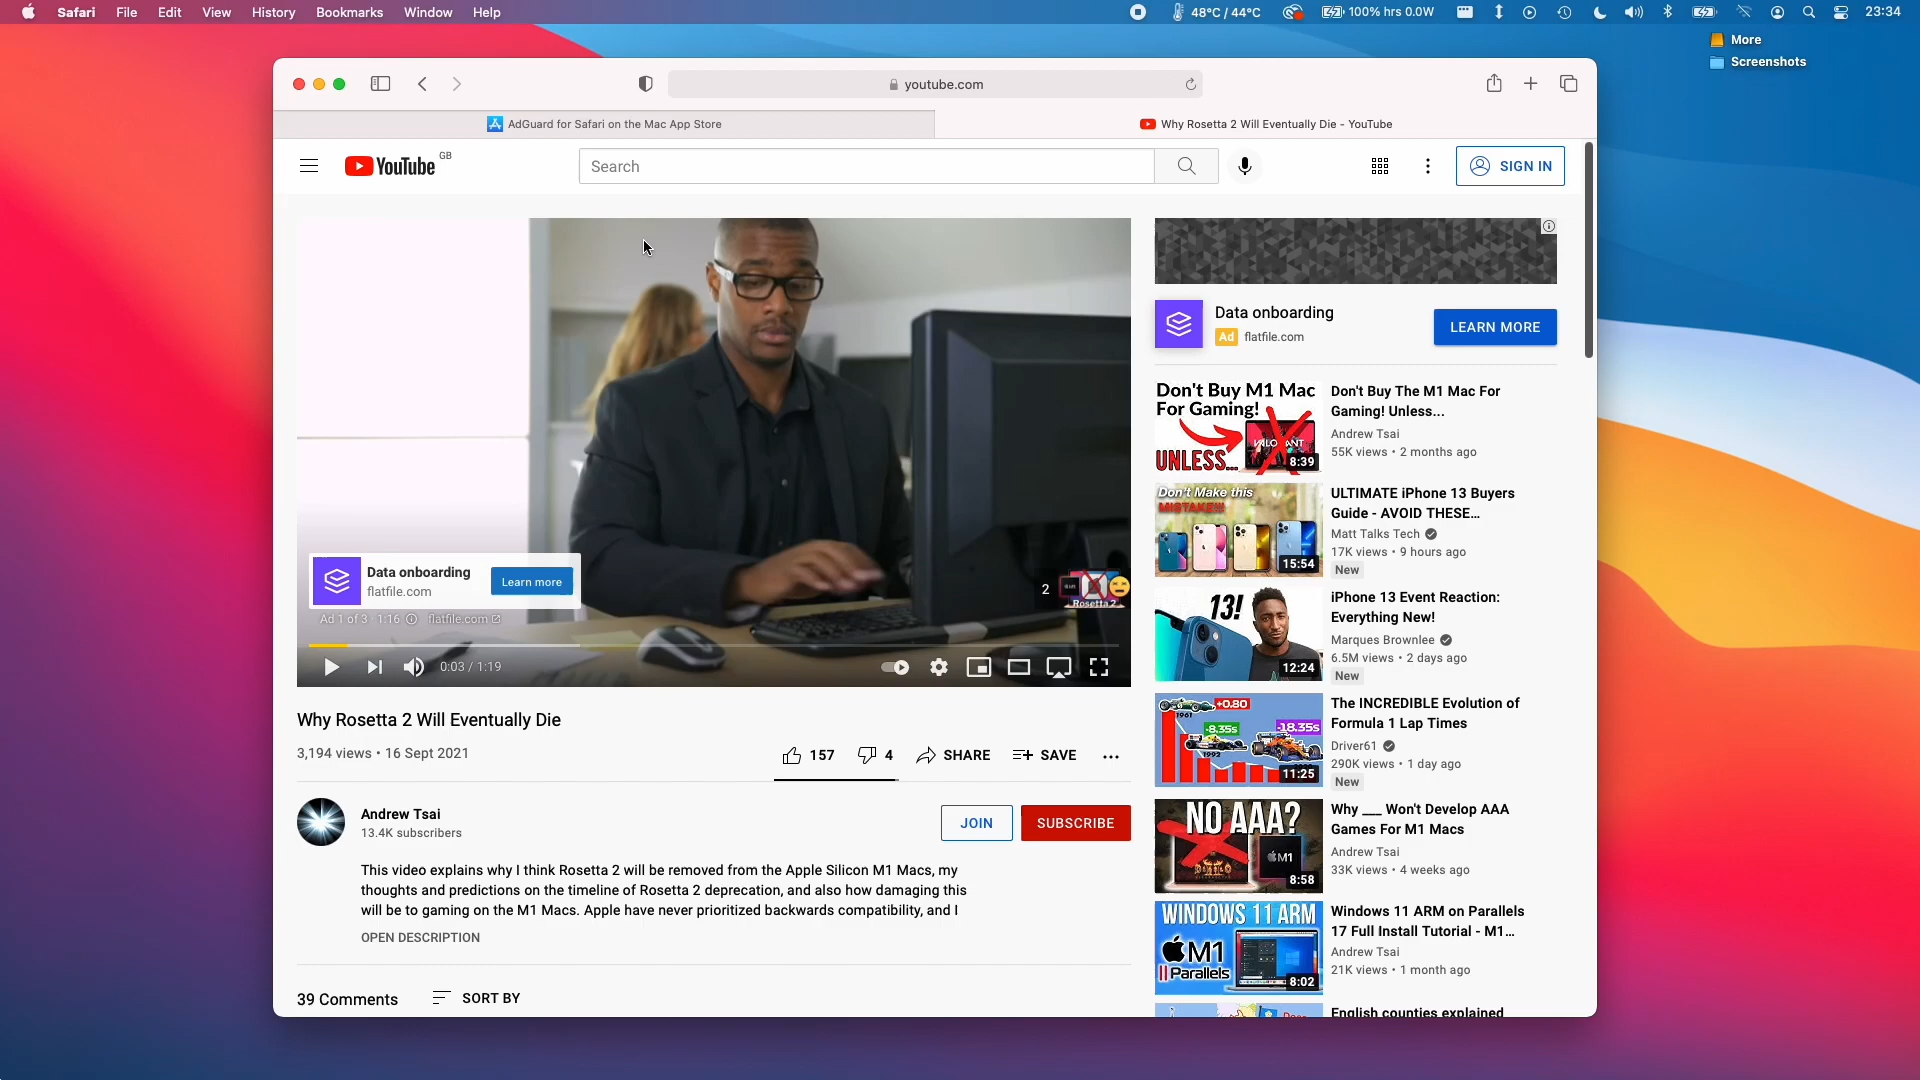 Safari File Edit View History Bookmarks Window Help
48°C / 44°C 100% hrs 0.0W 23:34
More
Screenshots
youtube.com
AdGuard for Safari on the Mac App Store
Why Rosetta 2 Will Eventually Die - YouTube
YouTube GB
Search
SIGN IN
Data onboarding
flatfile.com
Learn more
2
Rosetta 2
Ad 1 of 3 · 1:16 flatfile.com
0:03 / 1:19
Why Rosetta 2 Will Eventually Die
3,194 views • 16 Sept 2021
157 4 SHARE SAVE
Andrew Tsai
13.4K subscribers
JOIN
SUBSCRIBE
This video explains why I think Rosetta 2 will be removed from the Apple Silicon M1 Macs, my
thoughts and predictions on the timeline of Rosetta 2 deprecation, and also how damaging this
will be to gaming on the M1 Macs. Apple have never prioritized backwards compatibility, and I
OPEN DESCRIPTION
39 Comments SORT BY
Data onboarding
Ad flatfile.com
LEARN MORE
Don't Buy M1 Mac
For Gaming!
VALORANT
UNLESS...
8:39
Don't Buy The M1 Mac For
Gaming! Unless...
Andrew Tsai
55K views • 2 months ago
Don't Make this
MISTAKE!!!
15:54
ULTIMATE iPhone 13 Buyers
Guide - AVOID THESE...
Matt Talks Tech
17K views • 9 hours ago
New
13!
12:24
iPhone 13 Event Reaction:
Everything New!
Marques Brownlee
6.5M views • 2 days ago
New
+0.80
1961
-8.35s
-18.35s
1992
11:25
The INCREDIBLE Evolution of
Formula 1 Lap Times
Driver61
290K views • 1 day ago
New
NO AAA?
M1
8:58
Why ___ Won't Develop AAA
Games For M1 Macs
Andrew Tsai
33K views • 4 weeks ago
WINDOWS 11 ARM
M1
Parallels
8:02
Windows 11 ARM on Parallels
17 Full Install Tutorial - M1...
Andrew Tsai
21K views • 1 month ago
English counties explained